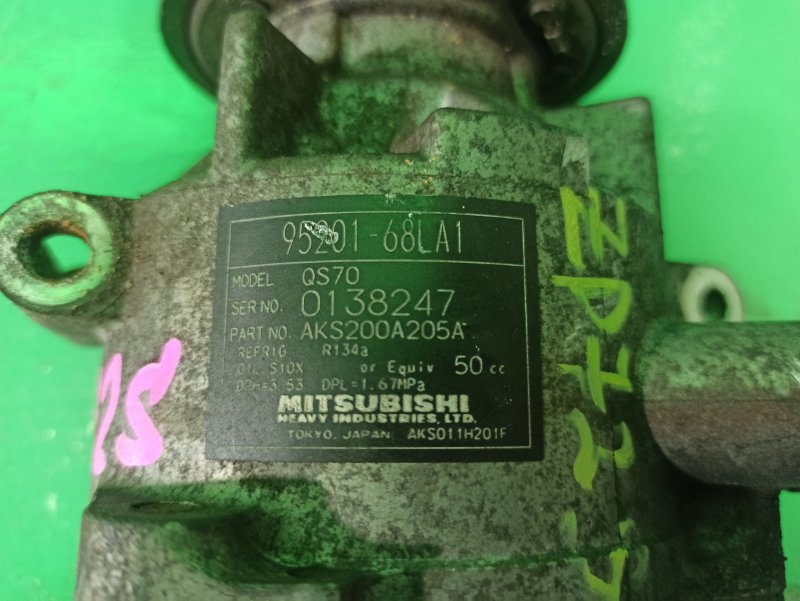 95201-68LA1
MODEL QS70
SER NO. 0138247
PART NO. AKS200A205A
REFRIG R134a
OIL S10X or Equiv 50 cc
DPH=3.53 DPL=1.67MPa
MITSUBISHI
HEAVY INDUSTRIES, LTD.
TOKYO, JAPAN AKS011H201F